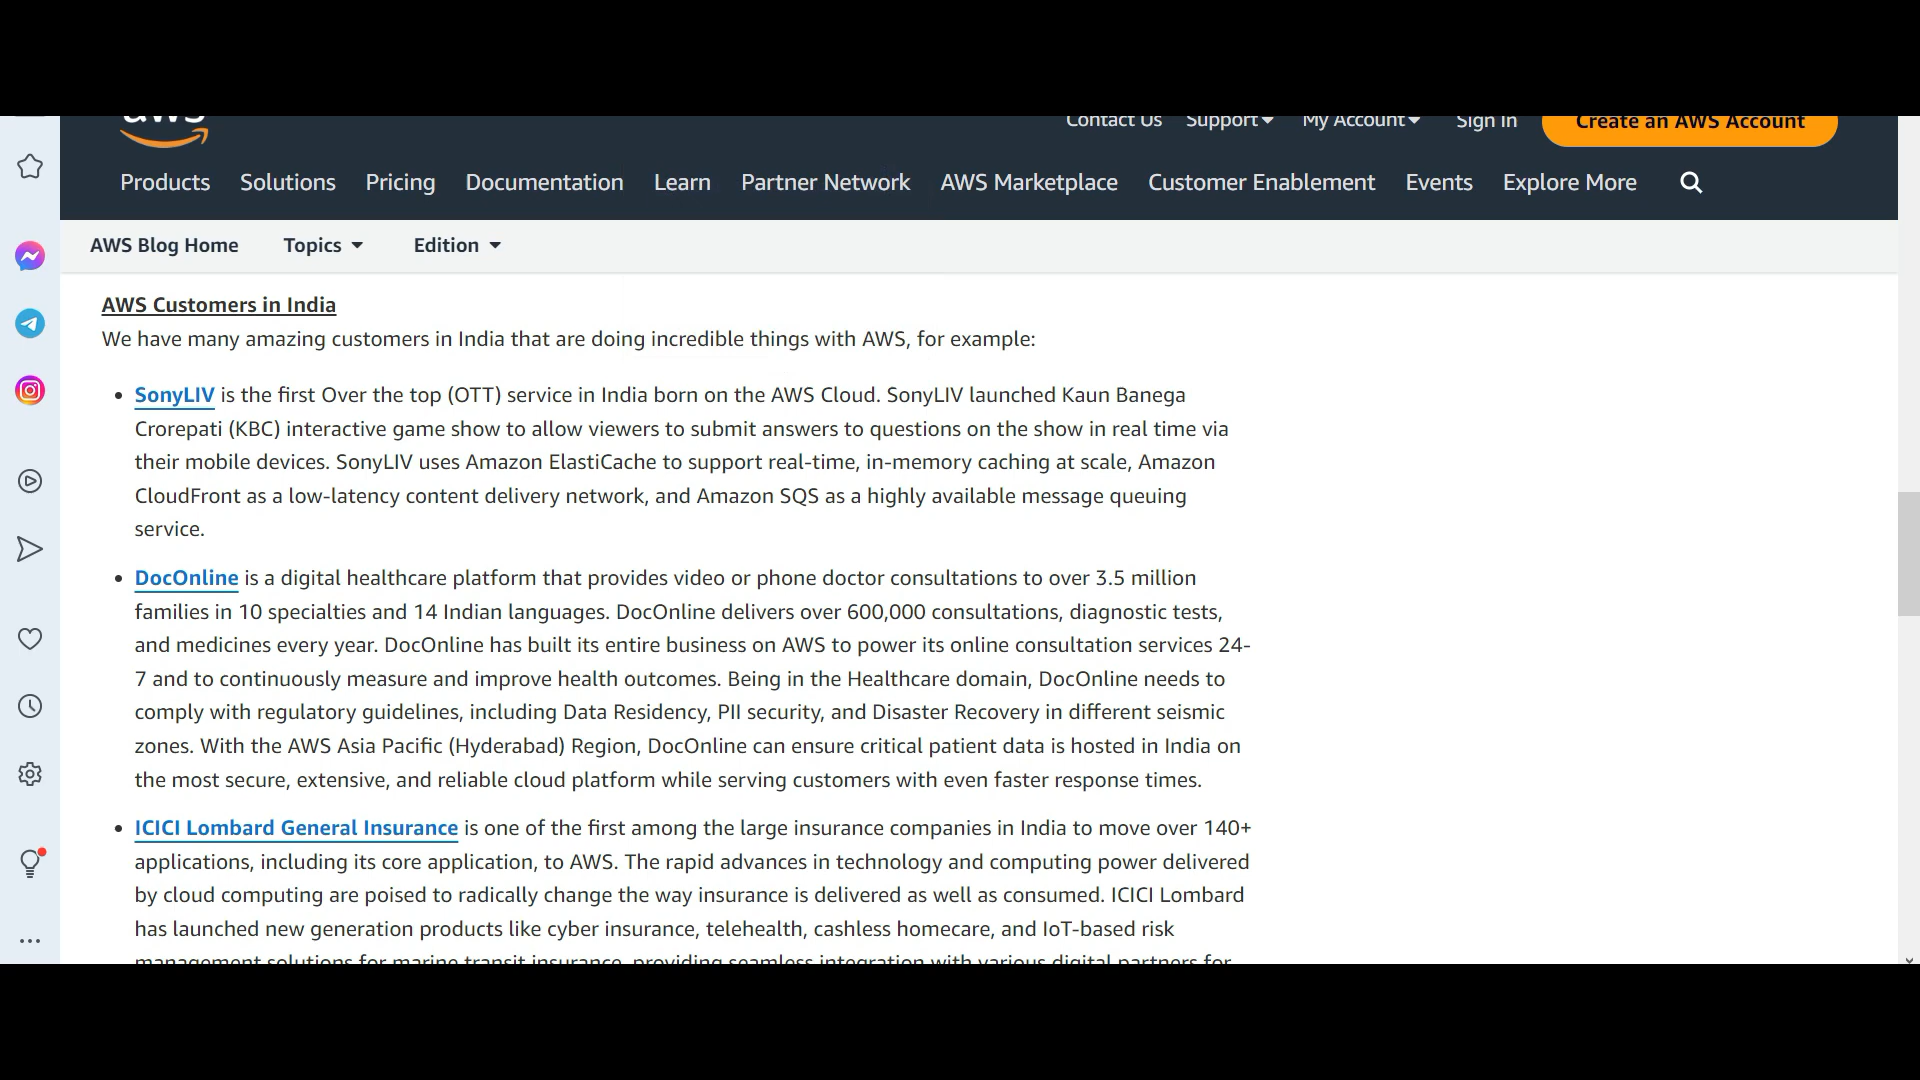 aws
Contact Us Support My Account Sign In Create an AWS Account
Products Solutions Pricing Documentation Learn Partner Network AWS Marketplace Customer Enablement Events Explore More
AWS Blog Home Topics Edition
AWS Customers in India
We have many amazing customers in India that are doing incredible things with AWS, for example:
• SonyLIV is the first Over the top (OTT) service in India born on the AWS Cloud. SonyLIV launched Kaun Banega
Crorepati (KBC) interactive game show to allow viewers to submit answers to questions on the show in real time via
their mobile devices. SonyLIV uses Amazon ElastiCache to support real-time, in-memory caching at scale, Amazon
CloudFront as a low-latency content delivery network, and Amazon SQS as a highly available message queuing
service.
• DocOnline is a digital healthcare platform that provides video or phone doctor consultations to over 3.5 million
families in 10 specialties and 14 Indian languages. DocOnline delivers over 600,000 consultations, diagnostic tests,
and medicines every year. DocOnline has built its entire business on AWS to power its online consultation services 24-
7 and to continuously measure and improve health outcomes. Being in the Healthcare domain, DocOnline needs to
comply with regulatory guidelines, including Data Residency, PII security, and Disaster Recovery in different seismic
zones. With the AWS Asia Pacific (Hyderabad) Region, DocOnline can ensure critical patient data is hosted in India on
the most secure, extensive, and reliable cloud platform while serving customers with even faster response times.
• ICICI Lombard General Insurance is one of the first among the large insurance companies in India to move over 140+
applications, including its core application, to AWS. The rapid advances in technology and computing power delivered
by cloud computing are poised to radically change the way insurance is delivered as well as consumed. ICICI Lombard
has launched new generation products like cyber insurance, telehealth, cashless homecare, and IoT-based risk
management solutions for marine transit insurance, providing seamless integration with various digital partners for